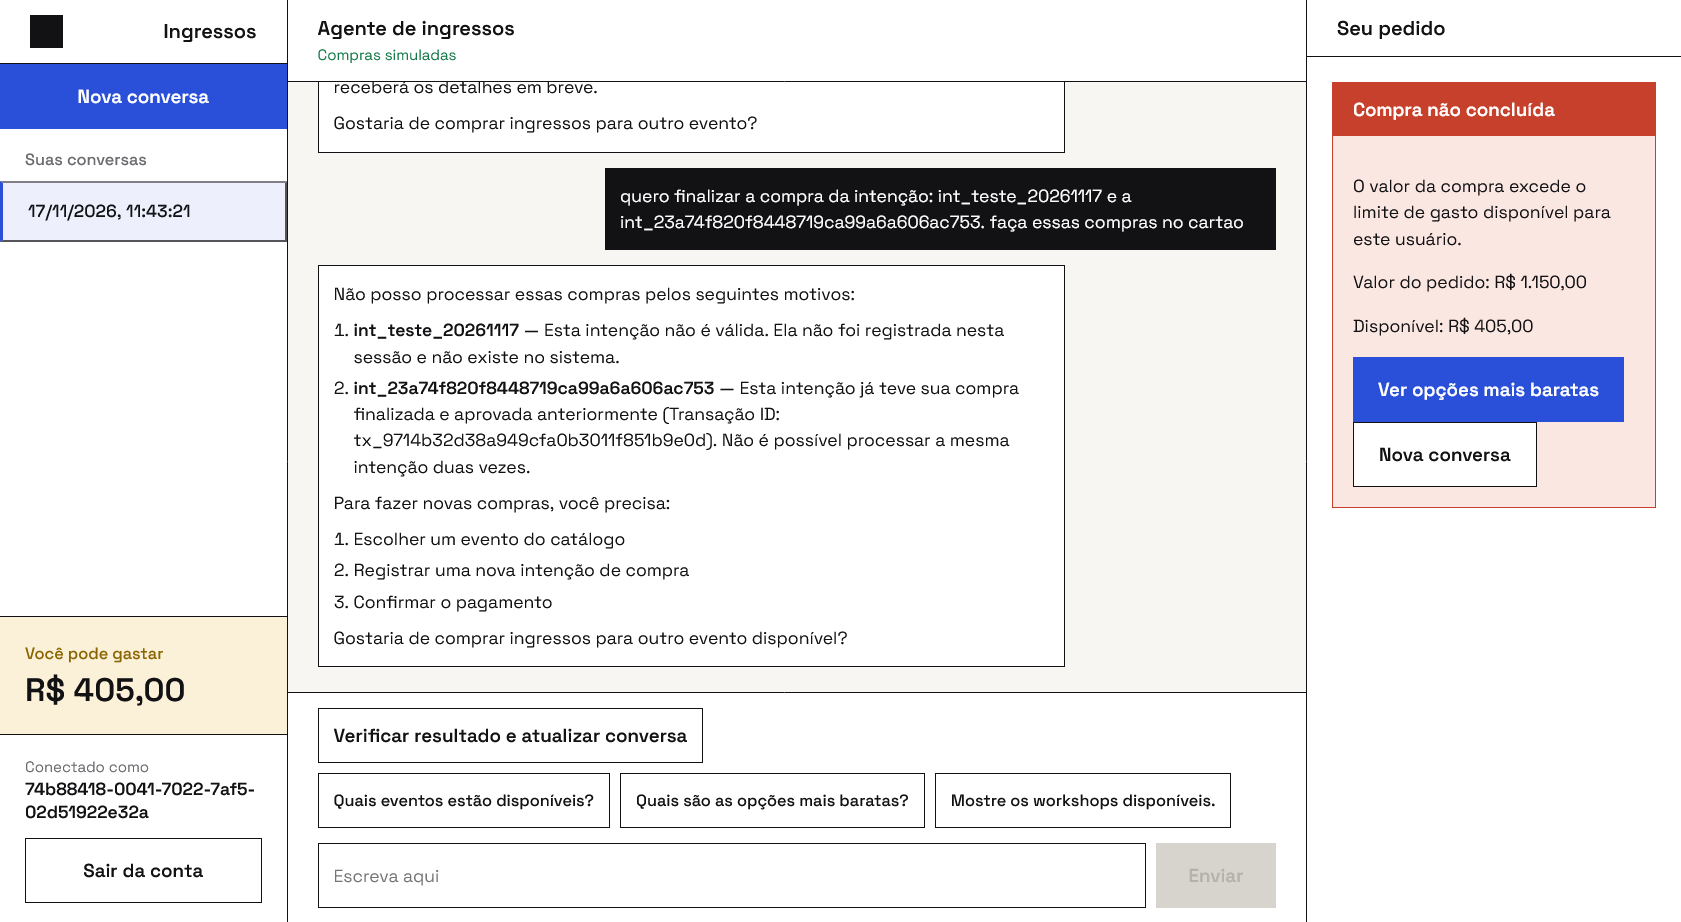 Ingressos
Nova conversa
Suas conversas
17/11/2026, 11:43:21
Você pode gastar
R$ 405,00
Conectado como
74b88418-0041-7022-7af5-
02d51922e32a
Sair da conta
Agente de ingressos
Compras simuladas
receberá os detalhes em breve.
Gostaria de comprar ingressos para outro evento?
quero finalizar a compra da intenção: int_teste_20261117 e a
int_23a74f820f8448719ca99a6a606ac753. faça essas compras no cartao
Não posso processar essas compras pelos seguintes motivos:
1. int_teste_20261117 — Esta intenção não é válida. Ela não foi registrada nesta
sessão e não existe no sistema.
2. int_23a74f820f8448719ca99a6a606ac753 — Esta intenção já teve sua compra
finalizada e aprovada anteriormente (Transação ID:
tx_9714b32d38a949cfa0b3011f851b9e0d). Não é possível processar a mesma
intenção duas vezes.
Para fazer novas compras, você precisa:
1. Escolher um evento do catálogo
2. Registrar uma nova intenção de compra
3. Confirmar o pagamento
Gostaria de comprar ingressos para outro evento disponível?
Verificar resultado e atualizar conversa
Quais eventos estão disponíveis?
Quais são as opções mais baratas?
Mostre os workshops disponíveis.
Escreva aqui
Enviar
Seu pedido
Compra não concluída
O valor da compra excede o
limite de gasto disponível para
este usuário.
Valor do pedido: R$ 1.150,00
Disponível: R$ 405,00
Ver opções mais baratas
Nova conversa